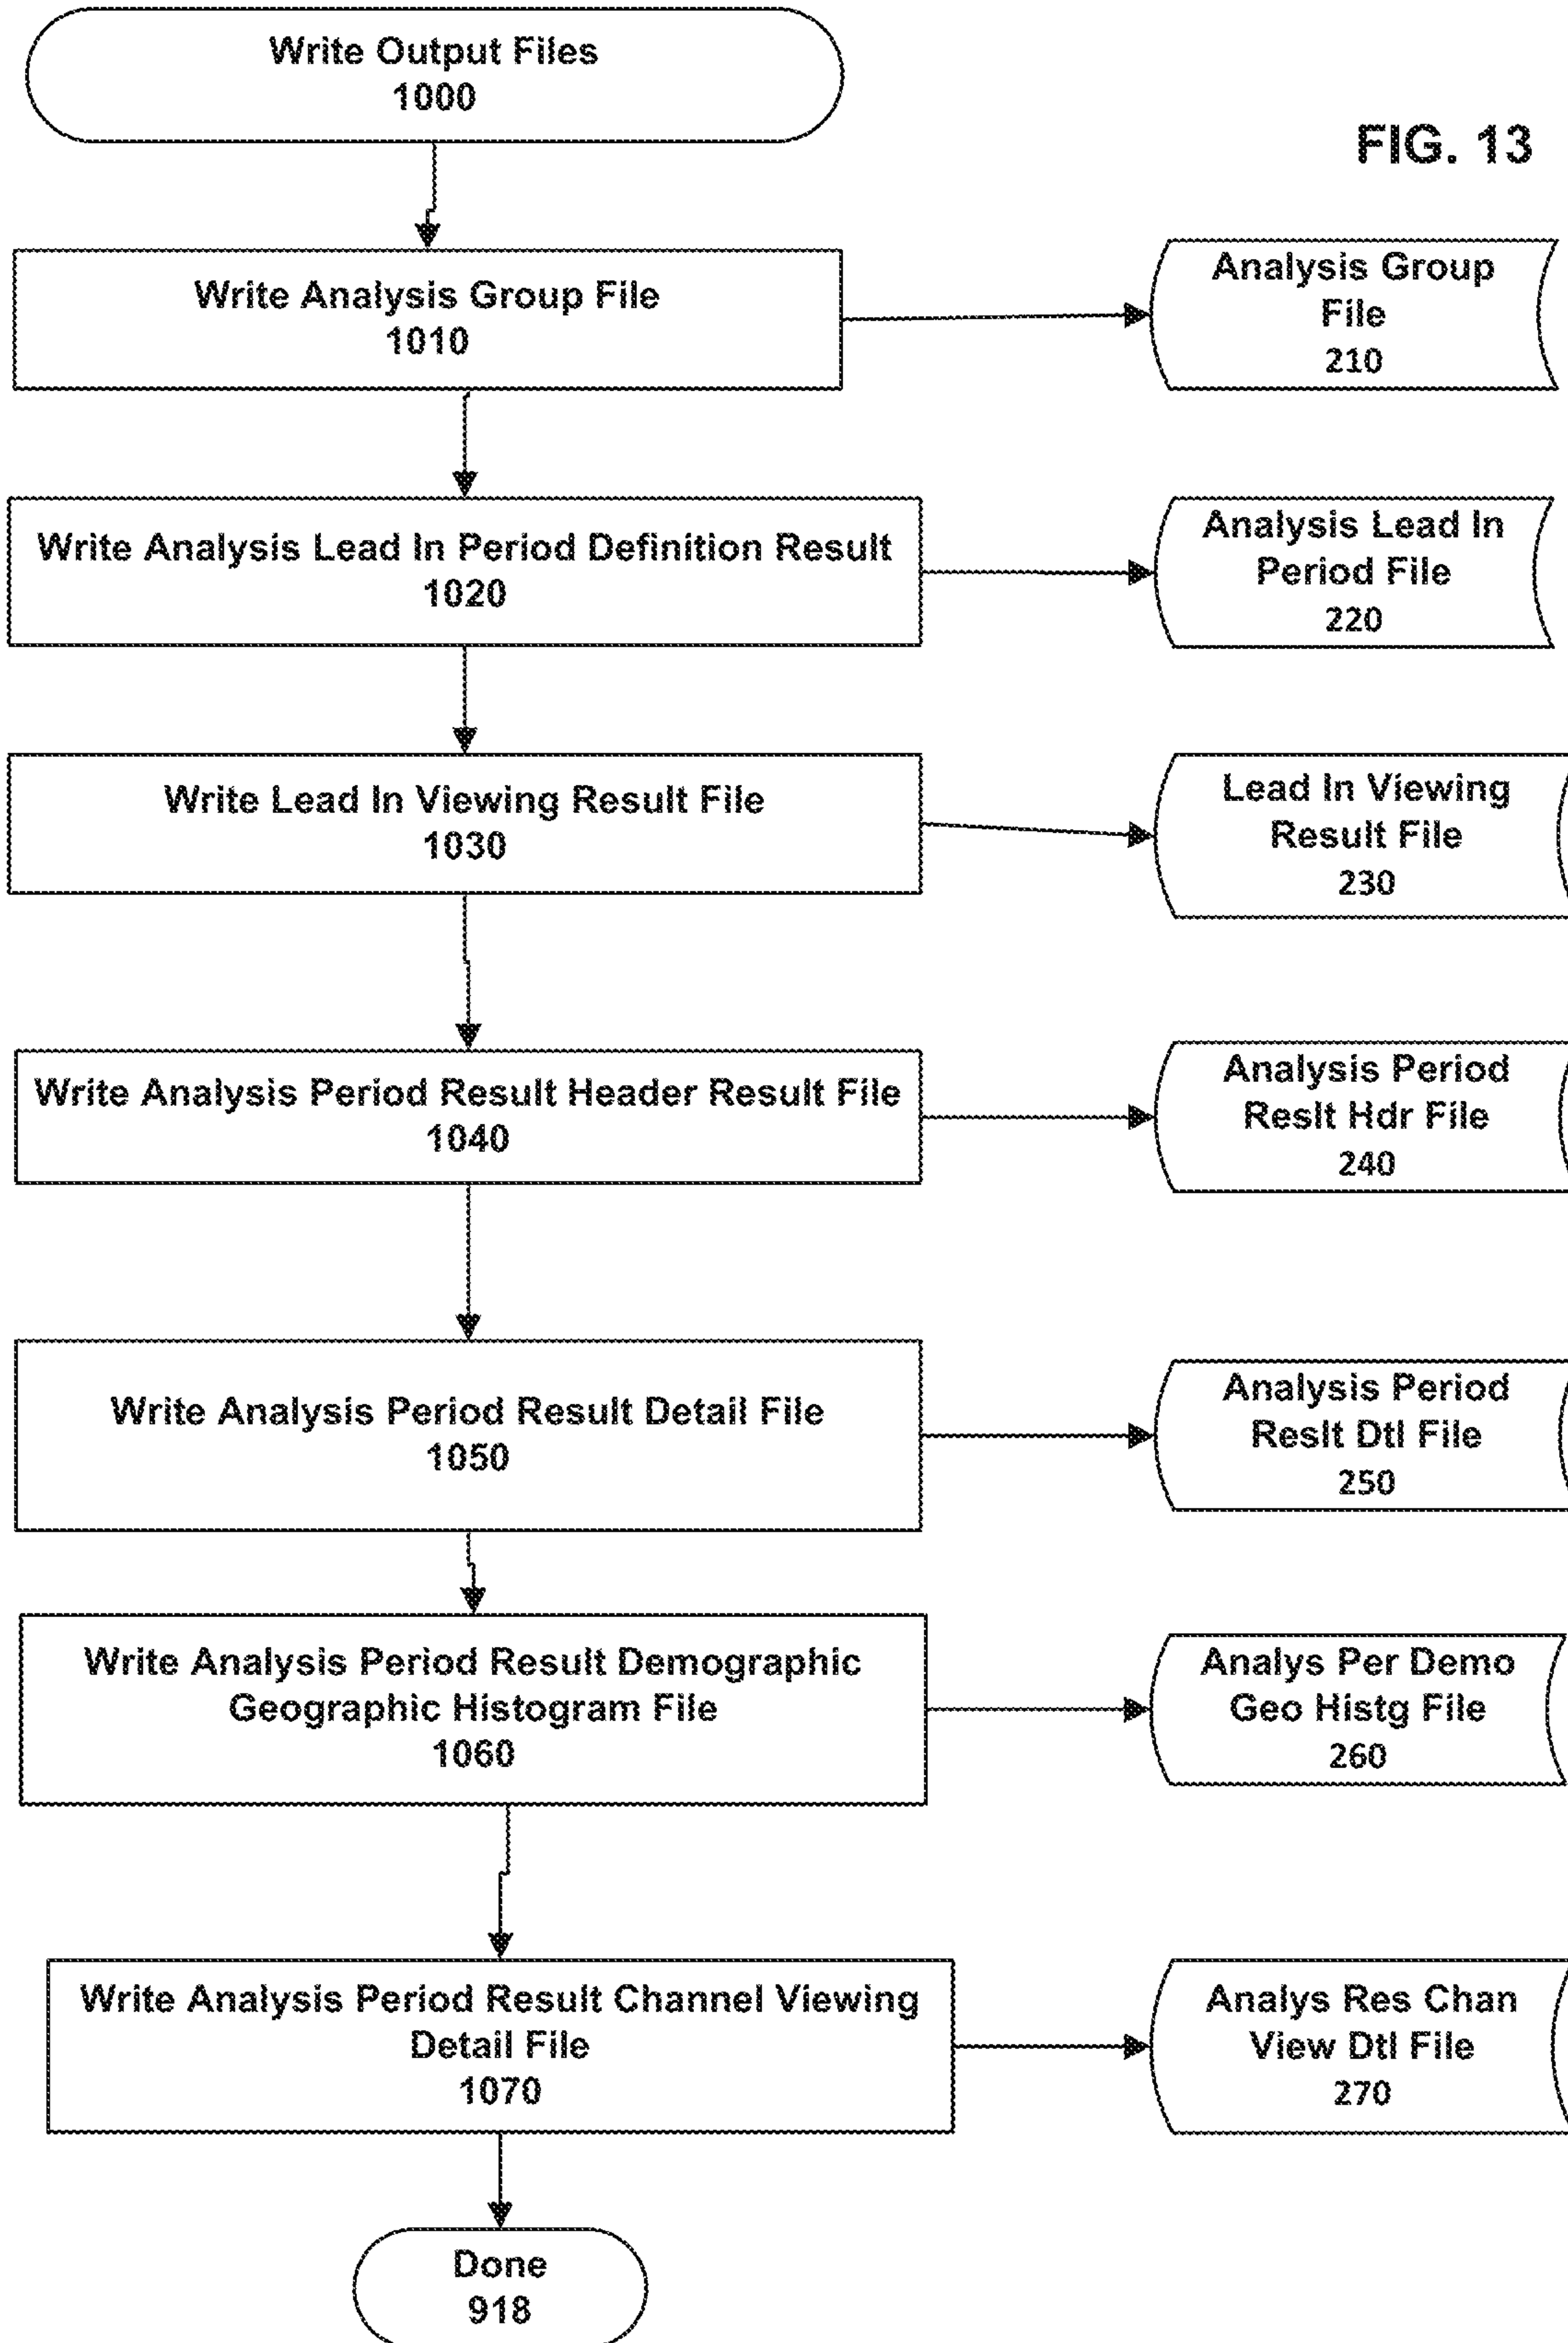 Write Output Files
1000
FIG. 13
Write Analysis Group File
1010
Analysis Group
File
210
Write Analysis Lead In Period Definition Result
1020
Analysis Lead In
Period File
220
Write Lead In Viewing Result File
1030
Lead In Viewing
Result File
230
Write Analysis Period Result Header Result File
1040
Analysis Period
Reslt Hdr File
240
Write Analysis Period Result Detail File
1050
Analysis Period
Reslt Dtl File
250
Write Analysis Period Result Demographic
Geographic Histogram File
1060
Analys Per Demo
Geo Histg File
260
Write Analysis Period Result Channel Viewing
Detail File
1070
Analys Res Chan
View Dtl File
270
Done
918